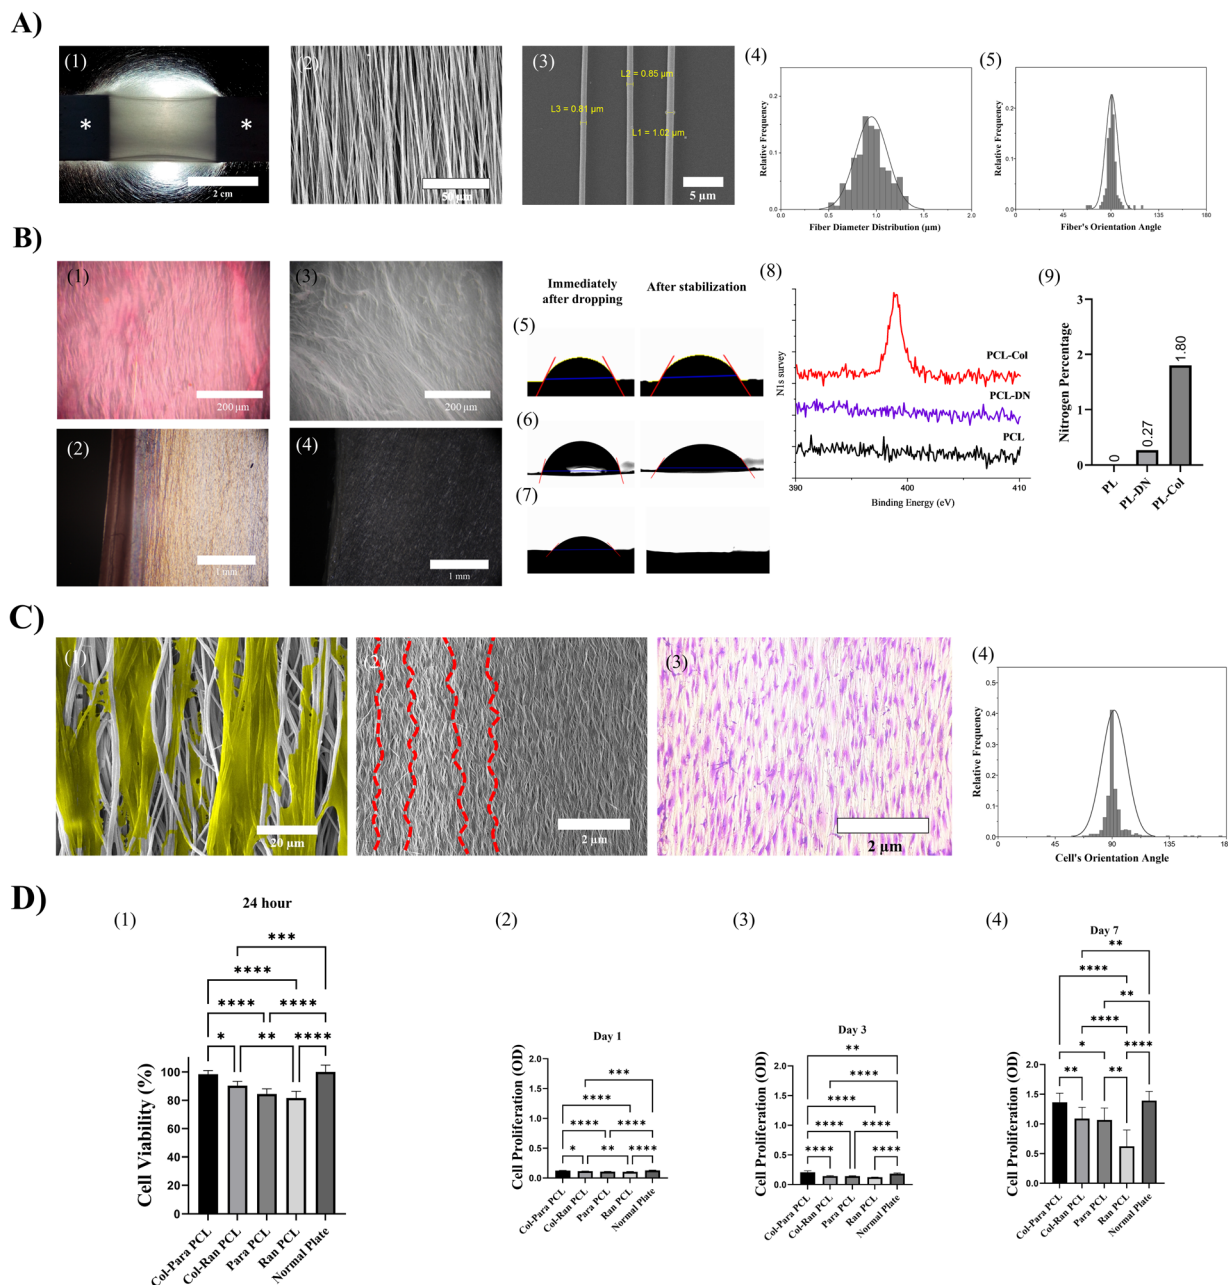 A)
(1)
*
*
2 cm
(2)
50 µm
(3)
L2 = 0.85 µm
L3 = 0.81 µm
L1 = 1.02 µm
5 µm
(4)
Relative Frequency
0.2
0.1
0.0
0.0
0.5
1.0
1.5
2.0
Fiber Diameter Distribution (µm)
(5)
Relative Frequency
0.2
0.1
0.0
0
45
90
135
180
Fiber's Orientation Angle
B)
(1)
200 µm
(2)
1 mm
(3)
200 µm
(4)
1 mm
Immediately
after dropping
After stabilization
(5)
(6)
(7)
(8)
N1s survey
PCL-Col
PCL-DN
PCL
390
400
410
Binding Energy (eV)
(9)
Nitrogen Percentage
3
2
1
0
0
0.27
1.80
PL
PL-DN
PL-Col
C)
(1)
20 µm
(2)
2 µm
(3)
2 µm
(4)
Relative Frequency
0.5
0.4
0.3
0.2
0.1
0.0
0
45
90
135
18
Cell's Orientation Angle
D)
(1)
24 hour
Cell Viability (%)
100
80
60
40
20
0
***
****
**** ****
* ** ****
Col-Para PCL
Col-Ran PCL
Para PCL
Ran PCL
Normal Plate
(2)
Day 1
Cell Proliferation (OD)
2.0
1.5
1.0
0.5
0.0
***
****
**** ****
* ** ****
Col-Para PCL
Col-Ran PCL
Para PCL
Ran PCL
Normal Plate
(3)
Day 3
Cell Proliferation (OD)
2.0
1.5
1.0
0.5
0.0
**
****
****
**** ****
**** ****
Col-Para PCL
Col-Ran PCL
Para PCL
Ran PCL
Normal Plate
(4)
Day 7
Cell Proliferation (OD)
2.0
1.5
1.0
0.5
0.0
**
****
**
****
* ****
** **
Col-Para PCL
Col-Ran PCL
Para PCL
Ran PCL
Normal Plate